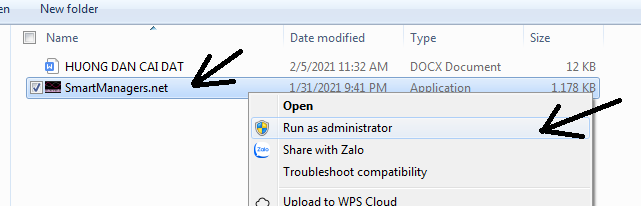 en
New folder
Name
Date modified
Type
Size
HUONG DAN CAI DAT
2/5/2021 11:32 AM
DOCX Document
12 KB
SmartManagers.net
1/31/2021 9:41 PM
Application
1,178 KB
Open
Run as administrator
Zalo
Share with Zalo
Troubleshoot compatibility
Upload to WPS Cloud